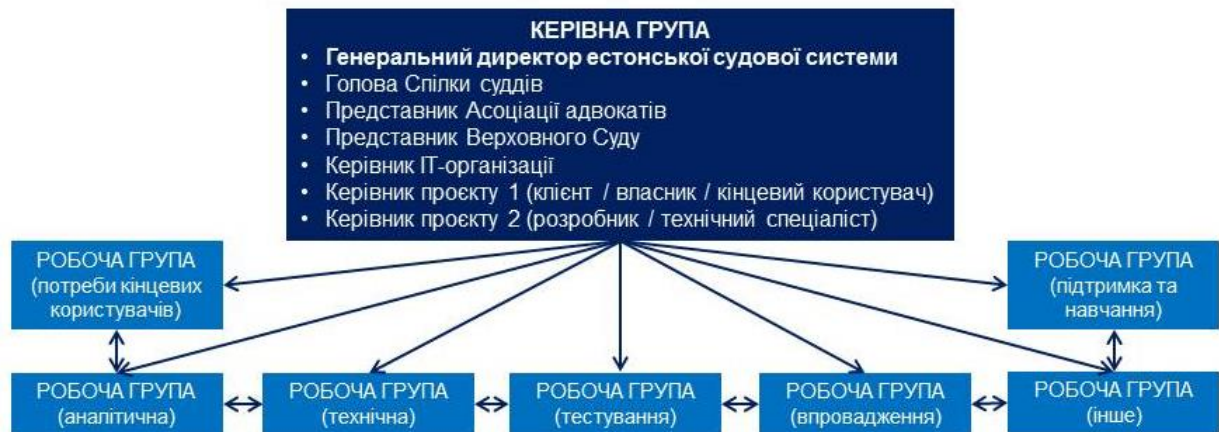 КЕРІВНА ГРУПА
• Генеральний директор естонської судової системи
• Голова Спілки суддів
• Представник Асоціації адвокатів
• Представник Верховного Суду
• Керівник ІТ-організації
• Керівник проєкту 1 (клієнт / власник / кінцевий користувач)
• Керівник проєкту 2 (розробник / технічний спеціаліст)
РОБОЧА ГРУПА
(потреби кінцевих
користувачів)
РОБОЧА ГРУПА
(підтримка та
навчання)
РОБОЧА ГРУПА
(аналітична)
РОБОЧА ГРУПА
(технічна)
РОБОЧА ГРУПА
(тестування)
РОБОЧА ГРУПА
(впровадження)
РОБОЧА ГРУПА
(інше)